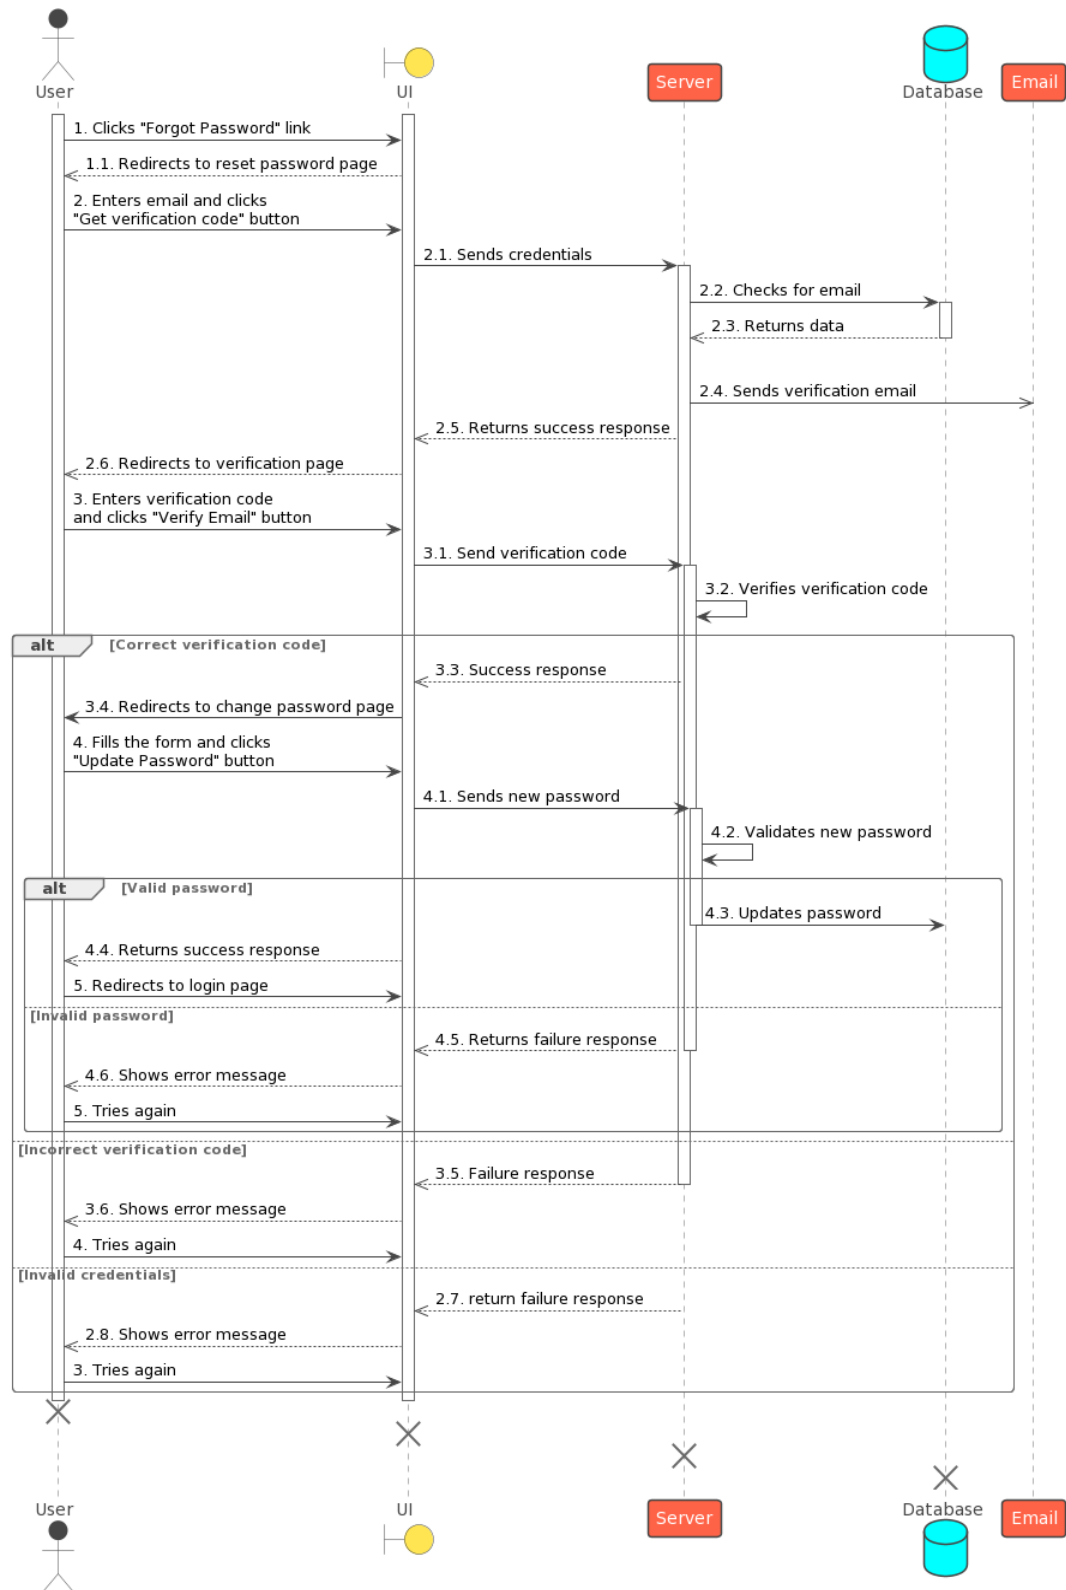 User
UI
Server
Database
Email
1. Clicks "Forgot Password" link
1.1. Redirects to reset password page
2. Enters email and clicks
"Get verification code" button
2.1. Sends credentials
2.2. Checks for email
2.3. Returns data
2.4. Sends verification email
2.5. Returns success response
2.6. Redirects to verification page
3. Enters verification code
and clicks "Verify Email" button
3.1. Send verification code
3.2. Verifies verification code
alt [Correct verification code]
3.3. Success response
3.4. Redirects to change password page
4. Fills the form and clicks
"Update Password" button
4.1. Sends new password
4.2. Validates new password
alt [Valid password]
4.3. Updates password
4.4. Returns success response
5. Redirects to login page
[Invalid password]
4.5. Returns failure response
4.6. Shows error message
5. Tries again
[Incorrect verification code]
3.5. Failure response
3.6. Shows error message
4. Tries again
[Invalid credentials]
2.7. return failure response
2.8. Shows error message
3. Tries again
User
UI
Server
Database
Email